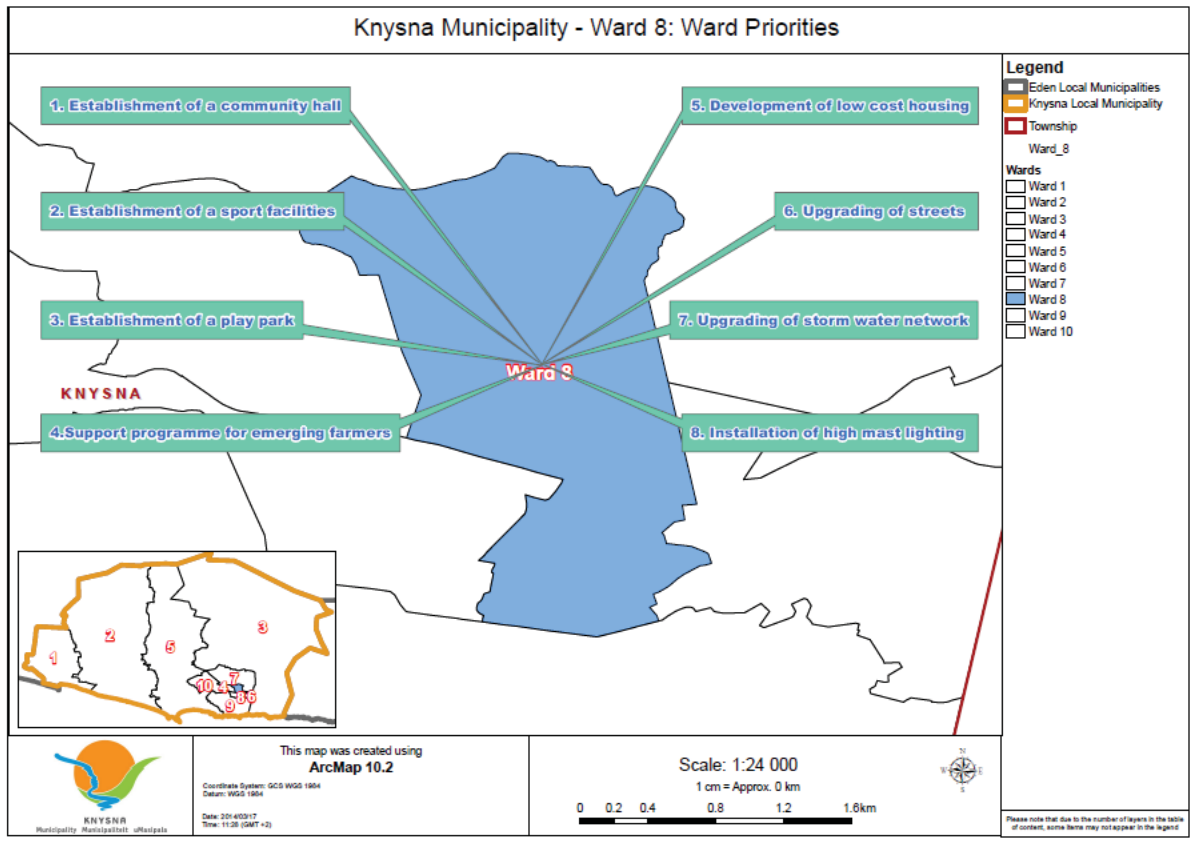 Knysna Municipality - Ward 8: Ward Priorities
1. Establishment of a community hall
2. Establishment of a sport facilities
3. Establishment of a play park
4.Support programme for emerging farmers
5. Development of low cost housing
6. Upgrading of streets
7. Upgrading of storm water network
8. Installation of high mast lighting
Ward 8
KNYSNA
Legend
Eden Local Municipalities
Knysna Local Municipality
Township
Ward_8
Wards
Ward 1
Ward 2
Ward 3
Ward 4
Ward 5
Ward 6
Ward 7
Ward 8
Ward 9
Ward 10
1
2
5
3
7
10
4
8
6
9
KNYSNA
Municipality Munisipaliteit uMasipala
This map was created using
ArcMap 10.2
Coordinate System: GCS WGS 1984
Datum: WGS 1984
Date: 2014/03/17
Time: 11:28 (GMT +2)
Scale: 1:24 000
1 cm = Approx. 0 km
0 0.2 0.4 0.8 1.2 1.6km
N
W E
S
Please note that due to the number of layers in the table
of content, some items may not appear in the legend